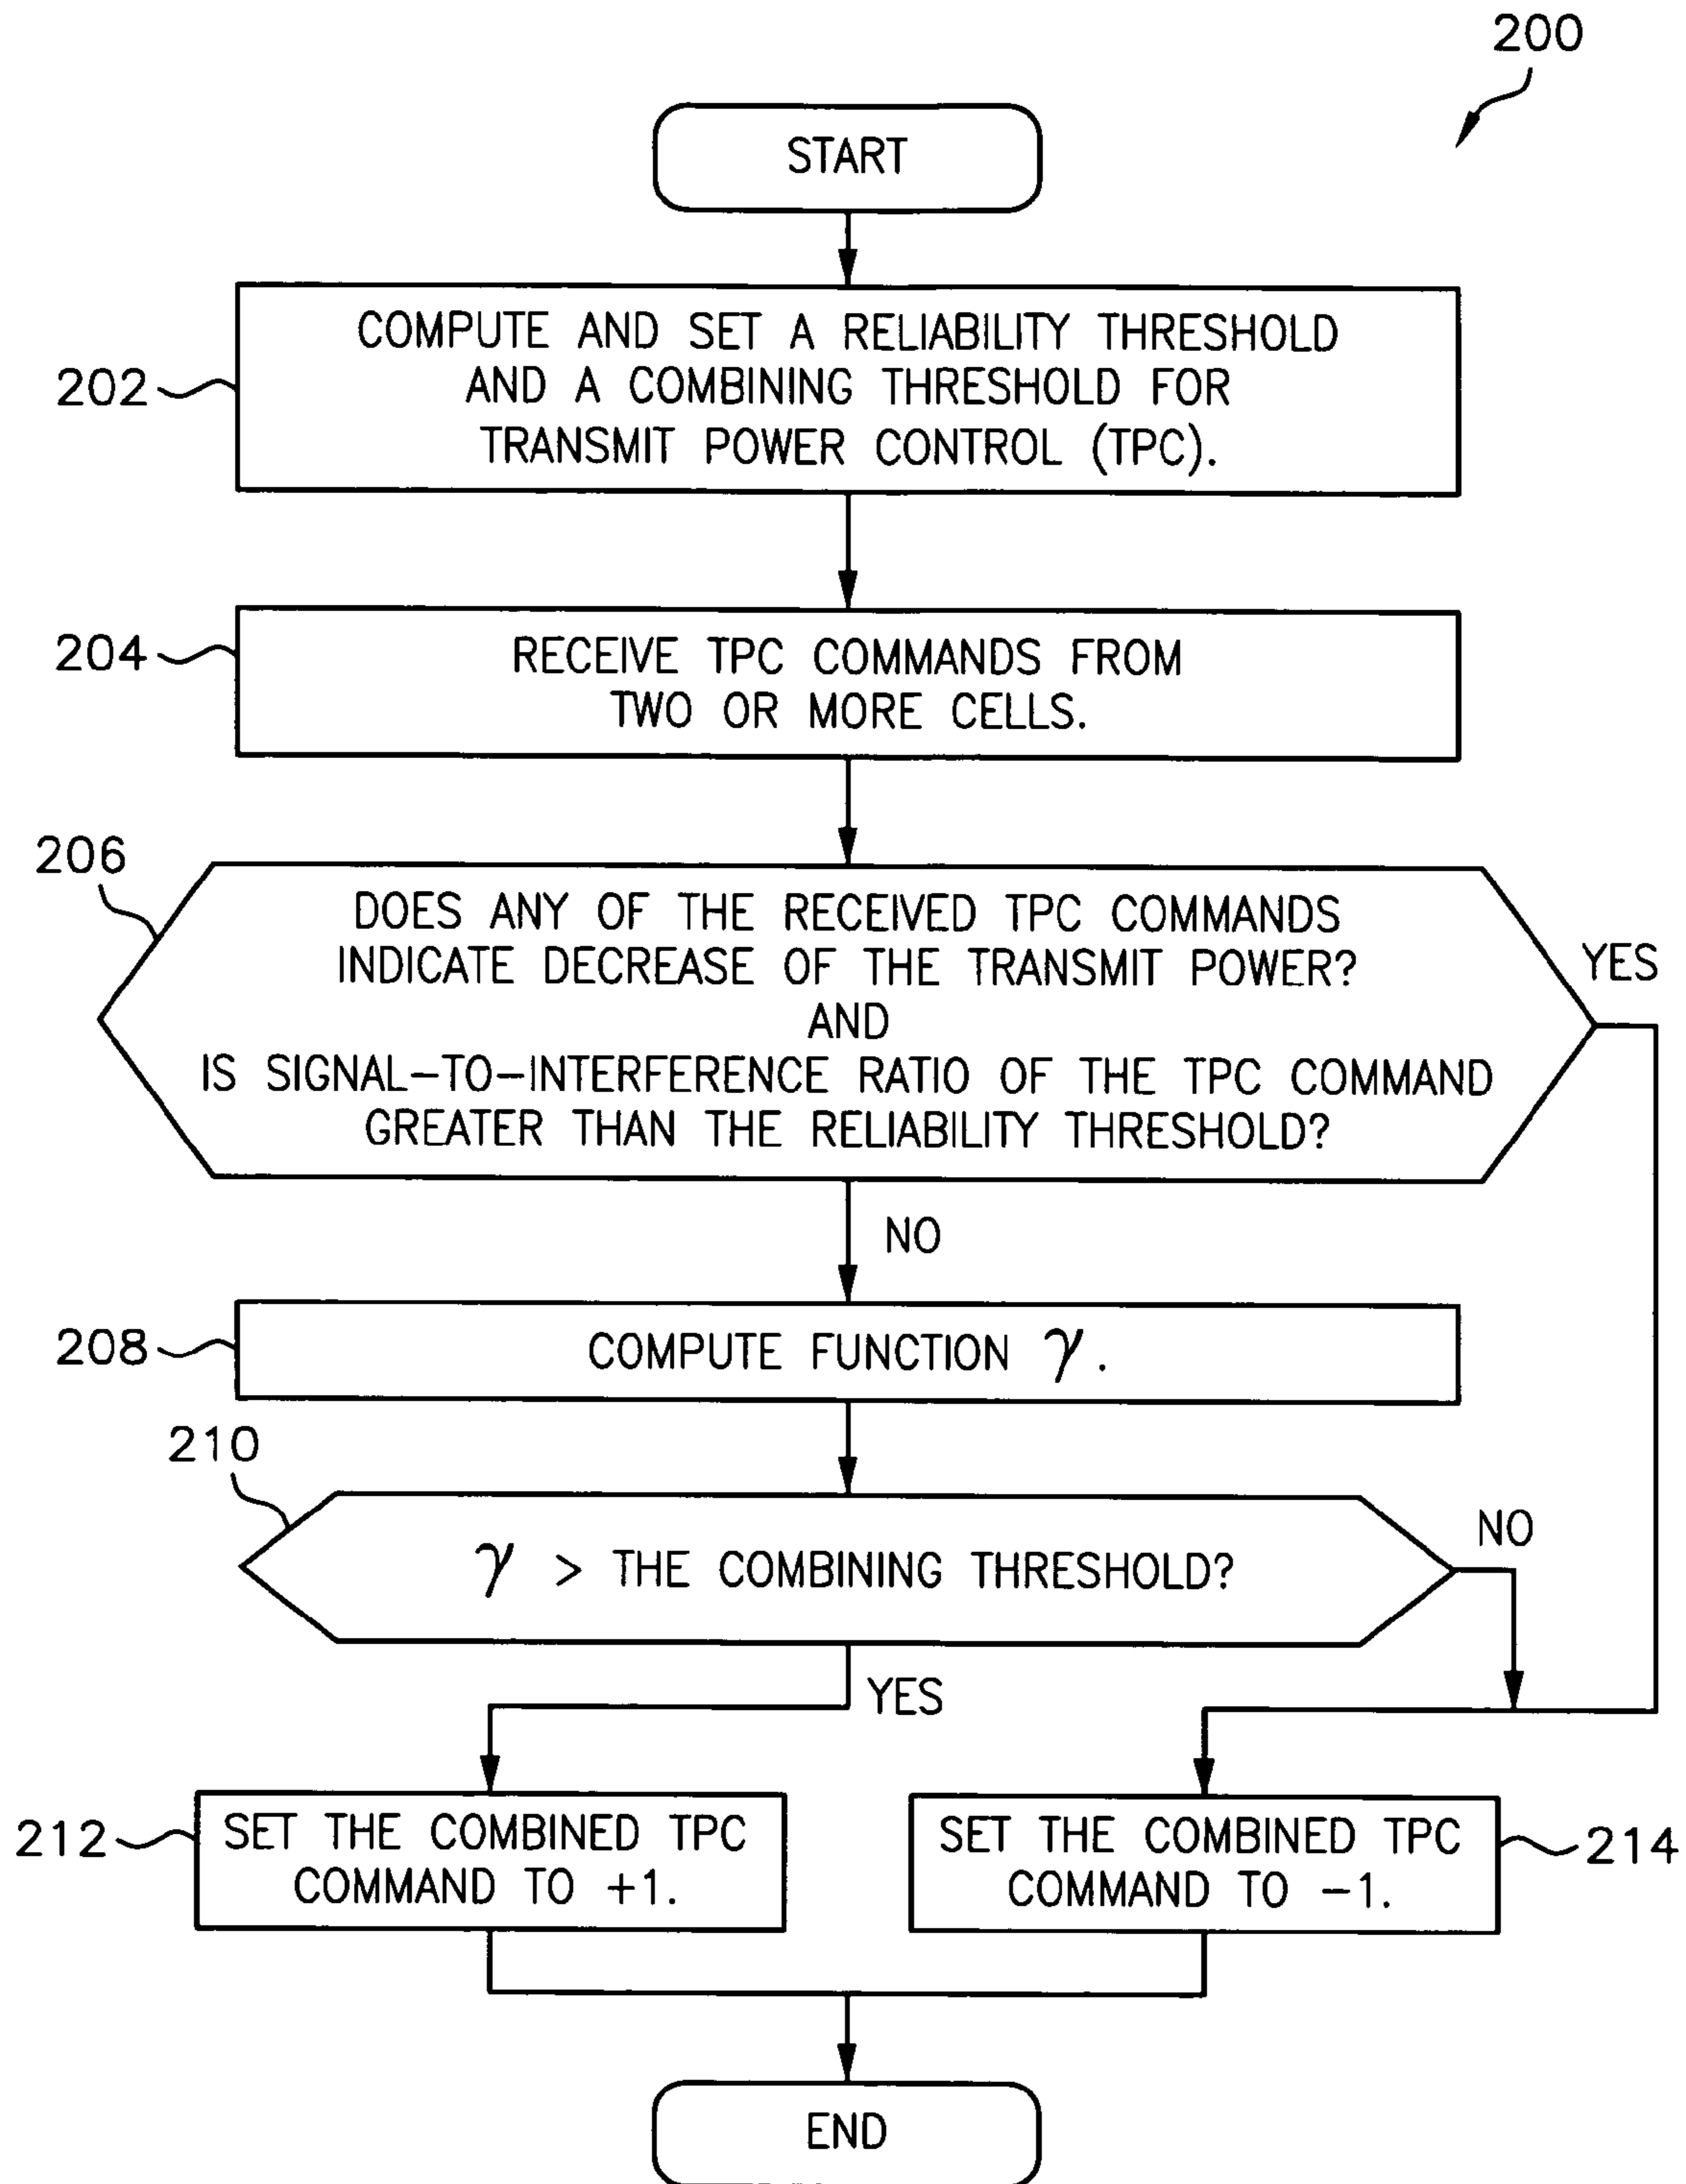 200
START
202
COMPUTE AND SET A RELIABILITY THRESHOLD
AND A COMBINING THRESHOLD FOR
TRANSMIT POWER CONTROL (TPC).
204
RECEIVE TPC COMMANDS FROM
TWO OR MORE CELLS.
206
DOES ANY OF THE RECEIVED TPC COMMANDS
INDICATE DECREASE OF THE TRANSMIT POWER?
AND
IS SIGNAL-TO-INTERFERENCE RATIO OF THE TPC COMMAND
GREATER THAN THE RELIABILITY THRESHOLD?
YES
NO
208
COMPUTE FUNCTION γ.
210
γ > THE COMBINING THRESHOLD?
NO
YES
212
SET THE COMBINED TPC
COMMAND TO +1.
SET THE COMBINED TPC
COMMAND TO -1.
214
END